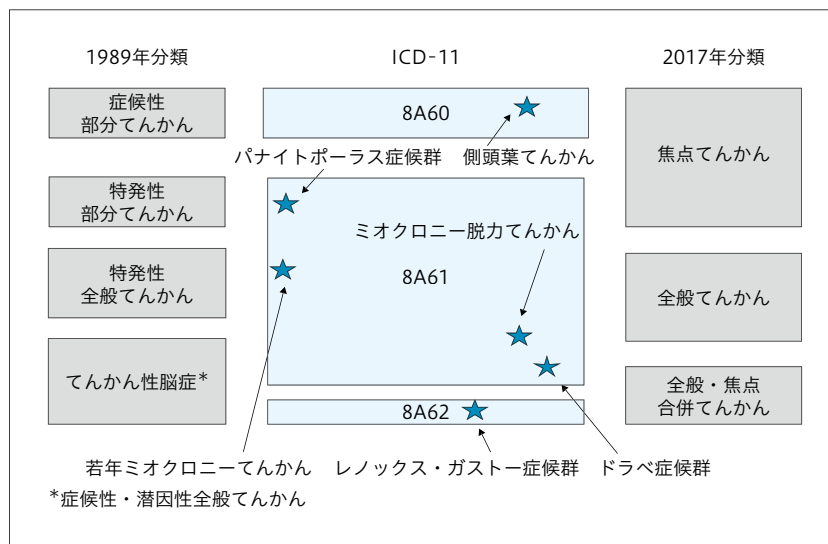 1989年分類
ICD-11
2017年分類
症候性
部分てんかん
8A60
焦点てんかん
パナイトポーラス症候群
側頭葉てんかん
特発性
部分てんかん
ミオクロニー脱力てんかん
特発性
全般てんかん
8A61
全般てんかん
てんかん性脳症*
全般・焦点
合併てんかん
8A62
若年ミオクロニーてんかん
レノックス・ガストー症候群
ドラベ症候群
*症候性・潜因性全般てんかん